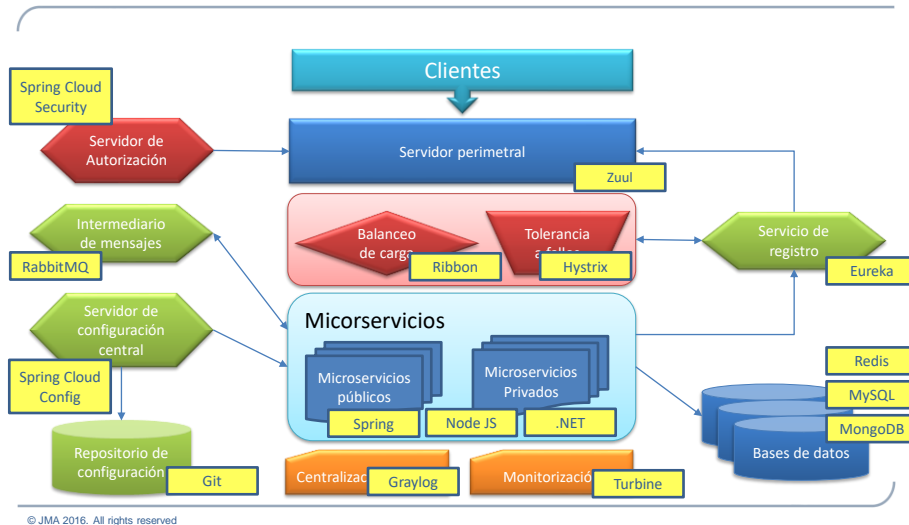 Clientes
Spring Cloud
Security
Servidor de
Autorización
Servidor perimetral
Zuul
Intermediario
de mensajes
RabbitMQ
Balanceo
de carga
Ribbon
Tolerancia
Hystrix
Servicio de
registro
Eureka
Servidor de
configuración
central
Spring Cloud
Config
Micorservicios
Microservicios
públicos
Spring
Node JS
Microservicios
Privados
.NET
Redis
MySQL
MongoDB
Bases de datos
Repositorio de
configuración
Git
Graylog
Turbine
© JMA 2016. All rights reserved